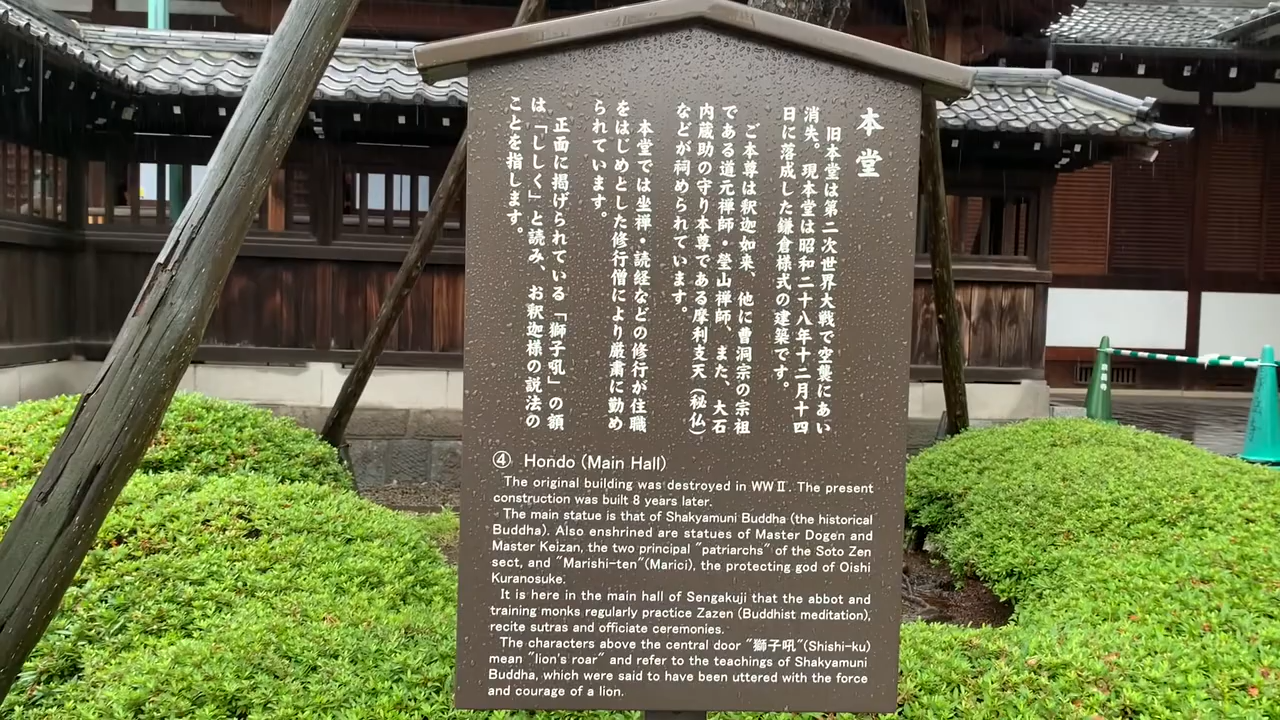 本堂
旧本堂は第二次世界大戦で空襲にあい
消失。現本堂は昭和二十八年十二月十四
日に落成した鎌倉様式の建築です。
ご本尊は釈迦如来、他に曹洞宗の宗祖
である道元禅師・瑩山禅師、また、大石
内蔵助の守り本尊である摩利支天(秘仏)
などが祠められています。
本堂では坐禅・読経などの修行が住職
をはじめとした修行僧により厳粛に勤め
られています。
正面に掲げられている「獅子吼」の額
は「ししく」と読み、お釈迦様の説法の
ことを指します。
④ Hondo (Main Hall)
The original building was destroyed in WWⅡ. The present
construction was built 8 years later.
The main statue is that of Shakyamuni Buddha (the historical
Buddha). Also enshrined are statues of Master Dogen and
Master Keizan, the two principal "patriarchs" of the Soto Zen
sect, and "Marishi-ten"(Marici), the protecting god of Oishi
Kuranosuke.
It is here in the main hall of Sengakuji that the abbot and
training monks regularly practice Zazen (Buddhist meditation),
recite sutras and officiate ceremonies.
The characters above the central door "獅子吼"(Shishi-ku)
mean "lion's roar" and refer to the teachings of Shakyamuni
Buddha, which were said to have been uttered with the force
and courage of a lion.